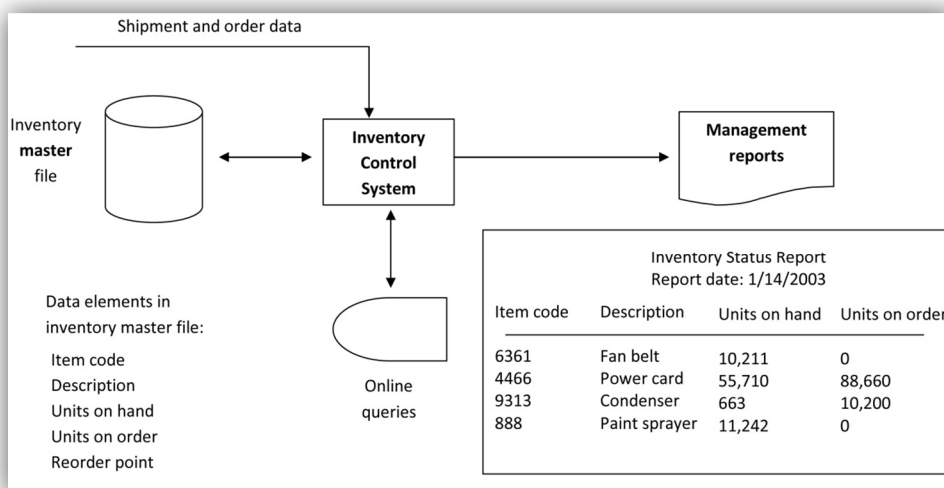 Shipment and order data
Inventory
master
file
Inventory
Control
System
Management
reports
Data elements in
inventory master file:
Item code
Description
Units on hand
Units on order
Reorder point
Online
queries
Inventory Status Report
Report date: 1/14/2003
Item code Description Units on hand Units on order
6361 Fan belt 10,211 0
4466 Power card 55,710 88,660
9313 Condenser 663 10,200
888 Paint sprayer 11,242 0